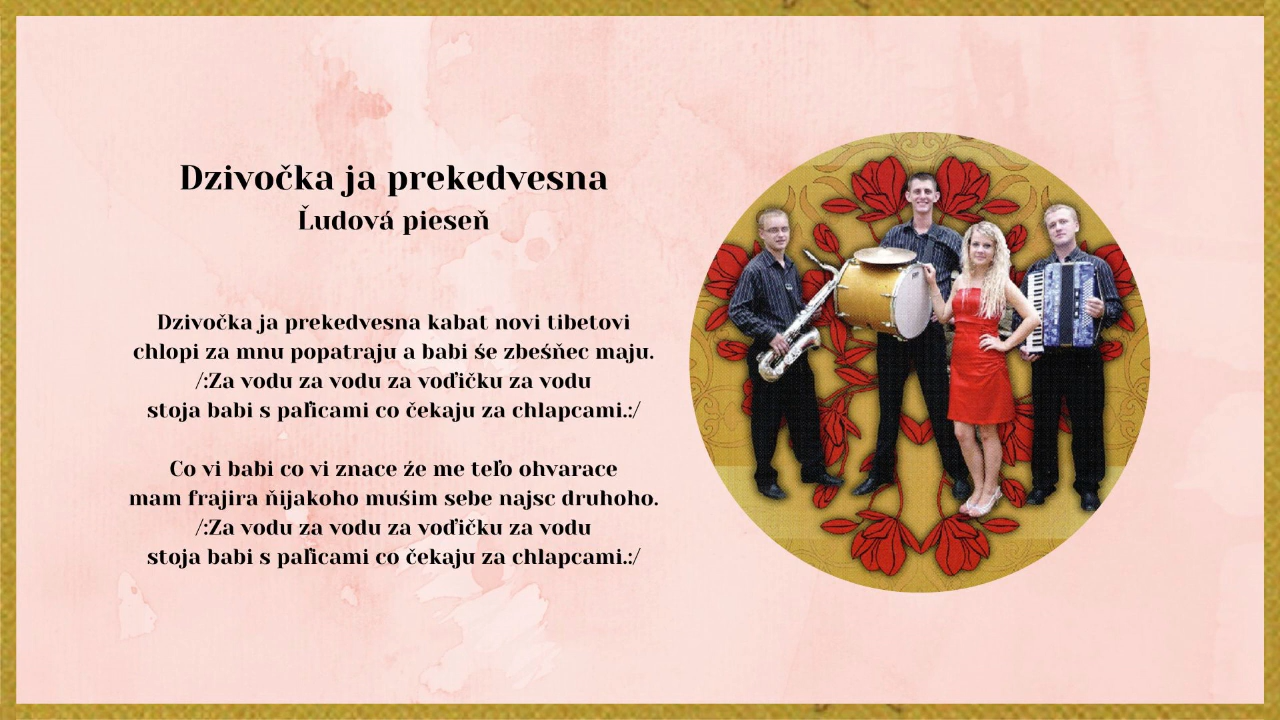 Dzivočka ja prekedvesna
Ľudová pieseň
Dzivočka ja prekedvesna kabat novi tibetovi
chlopi za mnu popatraju a babi śe zbeśňec maju.
/:Za vodu za vodu za voďičku za vodu
stoja babi s paľicami co čekaju za chlapcami.:/
Co vi babi co vi znace źe me teľo ohvarace
mam frajira ňijakoho muśim sebe najsc druhoho.
/:Za vodu za vodu za voďičku za vodu
stoja babi s paľicami co čekaju za chlapcami.:/